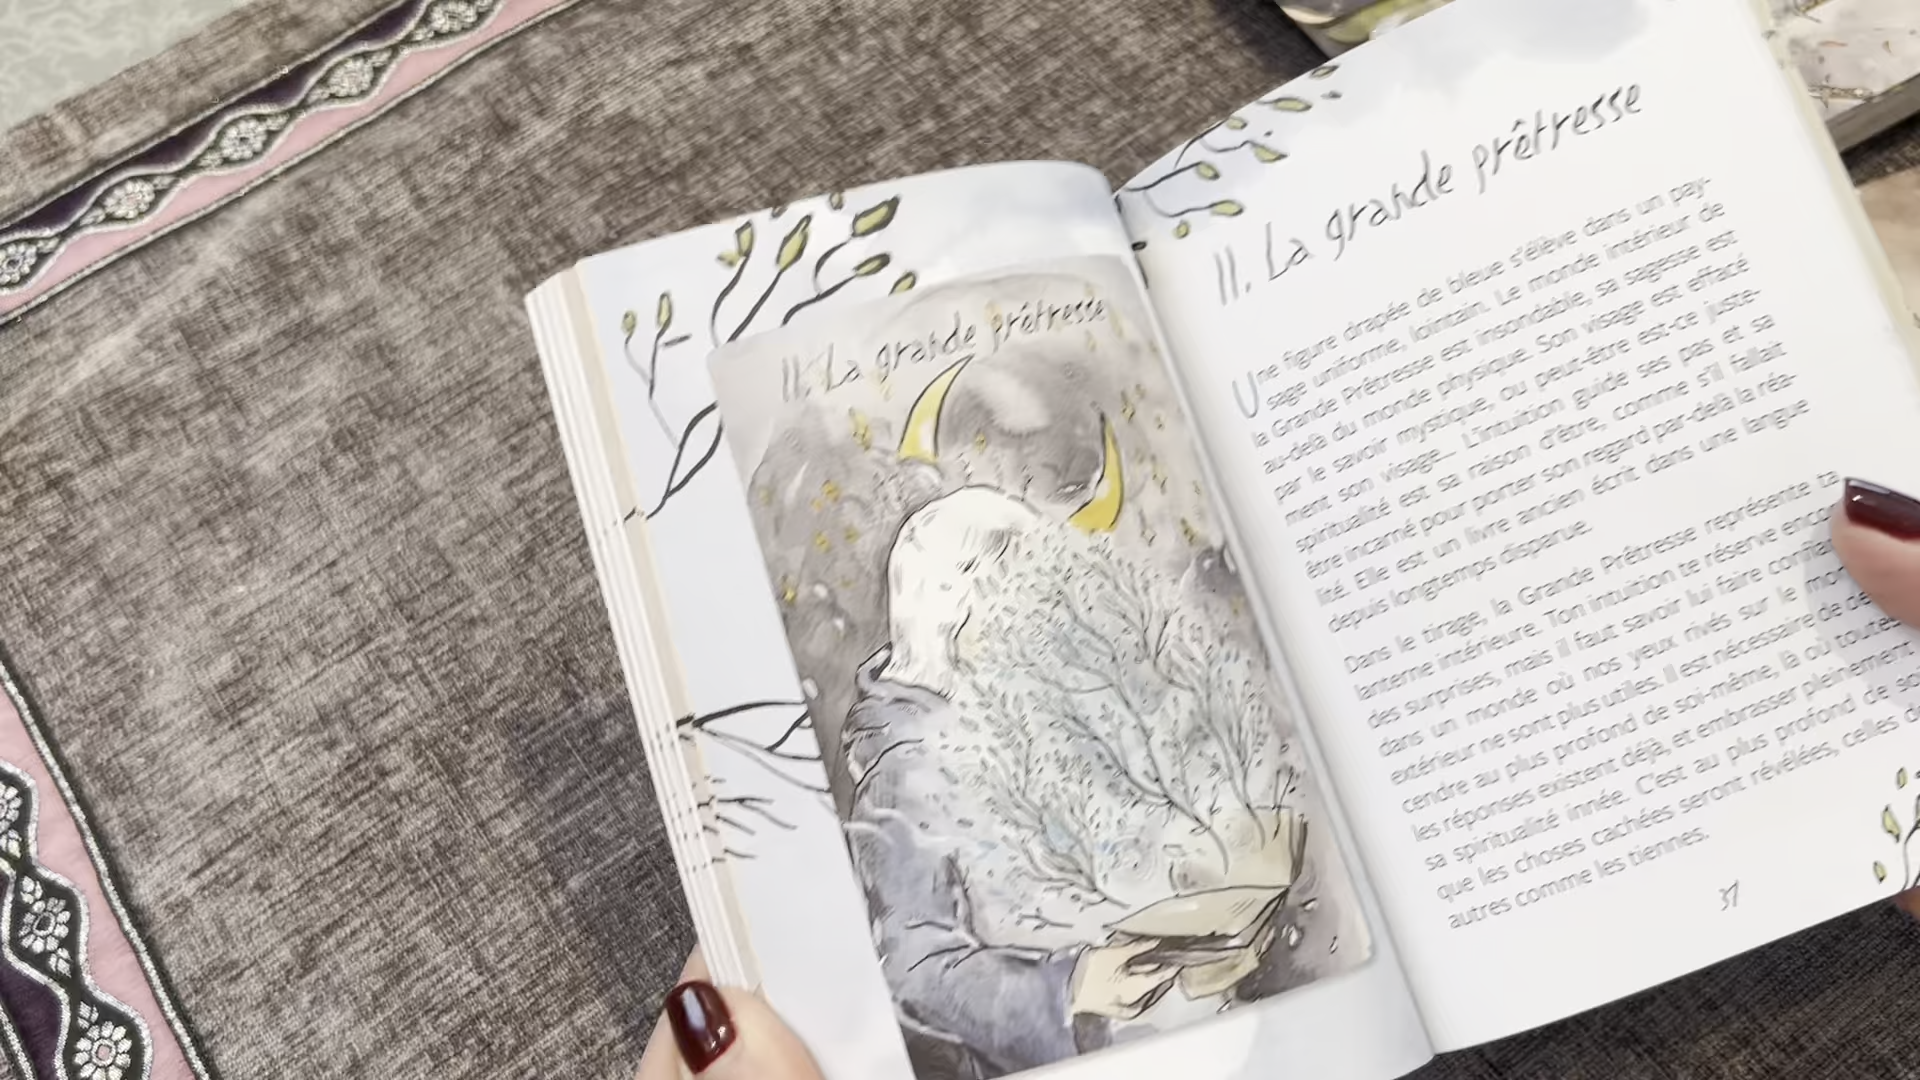 II. La grande prêtresse
II. La grande prêtresse
Une figure drapée de bleue s'élève dans un pay-
sage uniforme, lointain. Le monde intérieur de
la Grande Prêtresse est insondable, sa sagesse est
au-delà du monde physique. Son visage est effacé
par le savoir mystique, ou peut-être est-ce juste-
ment son visage... L'intuition guide ses pas et sa
spiritualité est sa raison d'être, comme s'il fallait
être incarné pour porter son regard par-delà la réa-
lité. Elle est un livre ancien écrit dans une langue
depuis longtemps disparue.
Dans le tirage, la Grande Prêtresse représente ta
lanterne intérieure. Ton intuition te réserve enco
des surprises, mais il faut savoir lui faire confian
dans un monde où nos yeux rivés sur le mon
extérieur ne sont plus utiles. Il est nécessaire de de
cendre au plus profond de soi-même, là où toutes
les réponses existent déjà, et embrasser pleinement
sa spiritualité innée. C'est au plus profond de soi
que les choses cachées seront révélées, celles de
autres comme les tiennes.
37